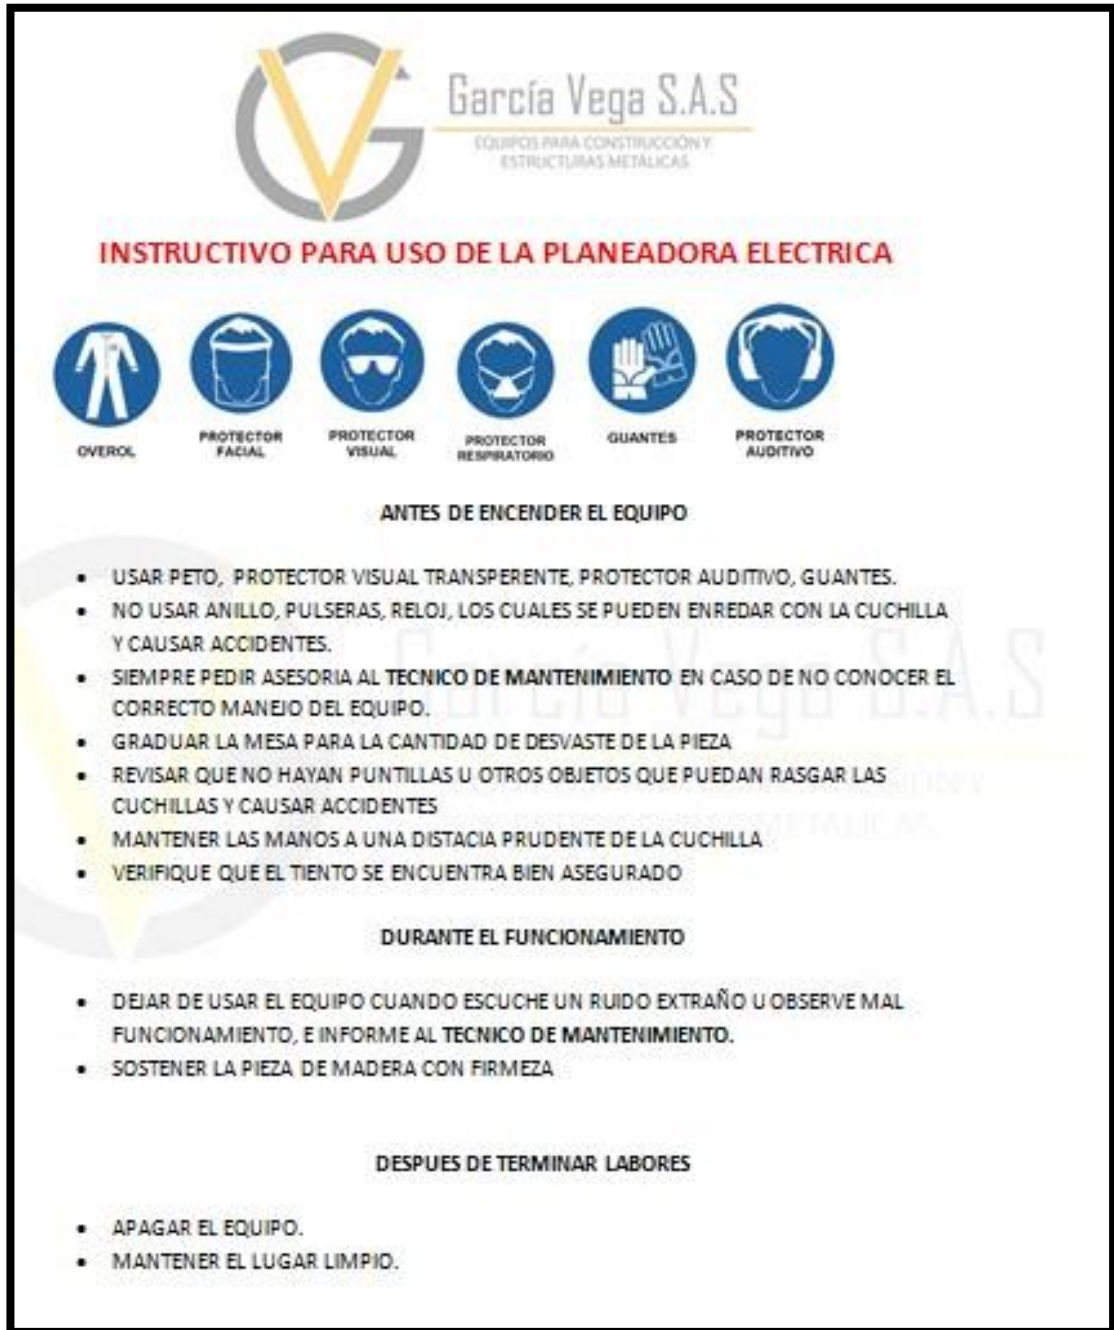 García Vega S.A.S
EQUIPOS PARA CONSTRUCCIÓN Y
ESTRUCTURAS METÁLICAS
INSTRUCTIVO PARA USO DE LA PLANEADORA ELECTRICA
OVEROL
PROTECTOR
FACIAL
PROTECTOR
VISUAL
PROTECTOR
RESPIRATORIO
GUANTES
PROTECTOR
AUDITIVO
ANTES DE ENCENDER EL EQUIPO
• USAR PETO, PROTECTOR VISUAL TRANSPERENTE, PROTECTOR AUDITIVO, GUANTES.
• NO USAR ANILLO, PULSERAS, RELOJ, LOS CUALES SE PUEDEN ENREDAR CON LA CUCHILLA
Y CAUSAR ACCIDENTES.
• SIEMPRE PEDIR ASESORIA AL TECNICO DE MANTENIMIENTO EN CASO DE NO CONOCER EL
CORRECTO MANEJO DEL EQUIPO.
• GRADUAR LA MESA PARA LA CANTIDAD DE DESVASTE DE LA PIEZA
• REVISAR QUE NO HAYAN PUNTILLAS U OTROS OBJETOS QUE PUEDAN RASGAR LAS
CUCHILLAS Y CAUSAR ACCIDENTES
• MANTENER LAS MANOS A UNA DISTACIA PRUDENTE DE LA CUCHILLA
• VERIFIQUE QUE EL TIENTO SE ENCUENTRA BIEN ASEGURADO
García Vega S.A.S
DURANTE EL FUNCIONAMIENTO
• DEJAR DE USAR EL EQUIPO CUANDO ESCUCHE UN RUIDO EXTRAÑO U OBSERVE MAL
FUNCIONAMIENTO, E INFORME AL TECNICO DE MANTENIMIENTO.
• SOSTENER LA PIEZA DE MADERA CON FIRMEZA
DESPUES DE TERMINAR LABORES
• APAGAR EL EQUIPO.
• MANTENER EL LUGAR LIMPIO.